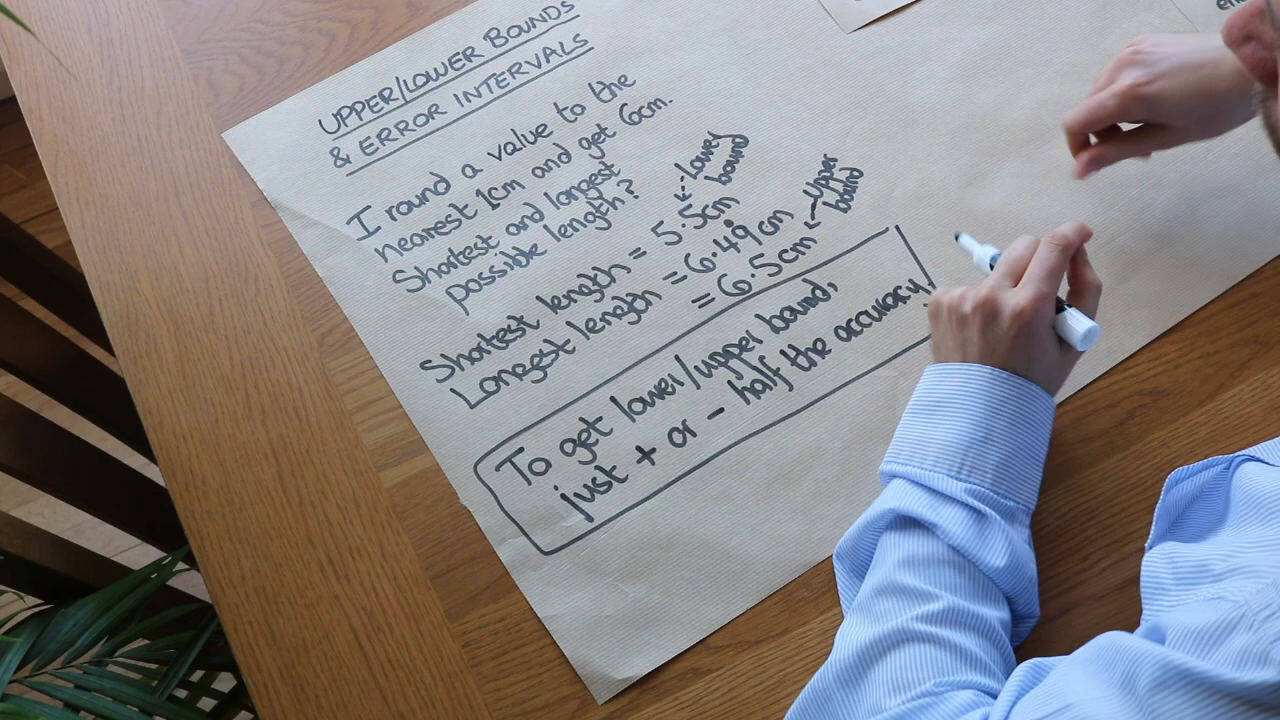 UPPER/LOWER BOUNDS
& ERROR INTERVALS
I round a value to the
nearest 1cm and get 6cm.
Shortest and longest
possible length?
Shortest length = 5.5cm ← lower
bound
Longest length = 6.49cm
= 6.5cm ← upper
bound
To get lower/upper bound,
just + or - half the accuracy